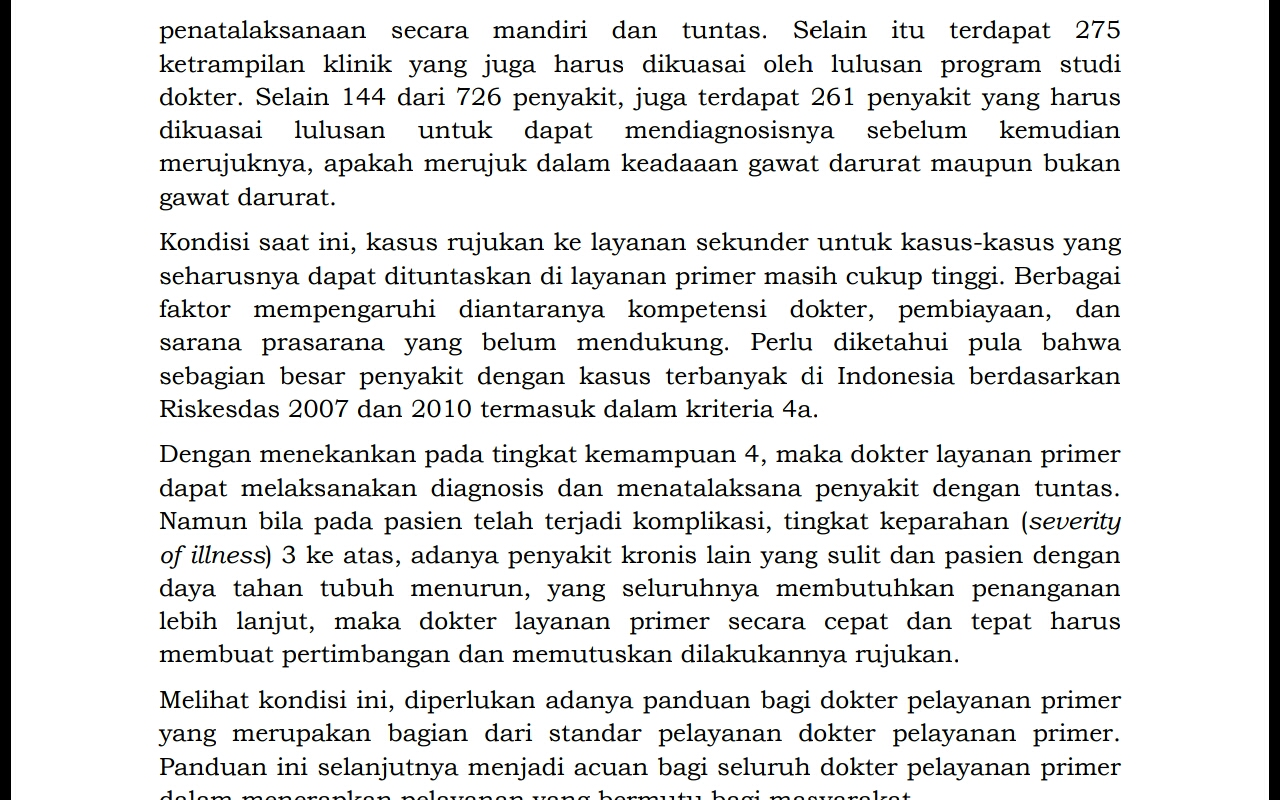 penatalaksanaan secara mandiri dan tuntas. Selain itu terdapat 275
ketrampilan klinik yang juga harus dikuasai oleh lulusan program studi
dokter. Selain 144 dari 726 penyakit, juga terdapat 261 penyakit yang harus
dikuasai lulusan untuk dapat mendiagnosisnya sebelum kemudian
merujuknya, apakah merujuk dalam keadaaan gawat darurat maupun bukan
gawat darurat.
Kondisi saat ini, kasus rujukan ke layanan sekunder untuk kasus-kasus yang
seharusnya dapat dituntaskan di layanan primer masih cukup tinggi. Berbagai
faktor mempengaruhi diantaranya kompetensi dokter, pembiayaan, dan
sarana prasarana yang belum mendukung. Perlu diketahui pula bahwa
sebagian besar penyakit dengan kasus terbanyak di Indonesia berdasarkan
Riskesdas 2007 dan 2010 termasuk dalam kriteria 4a.
Dengan menekankan pada tingkat kemampuan 4, maka dokter layanan primer
dapat melaksanakan diagnosis dan menatalaksana penyakit dengan tuntas.
Namun bila pada pasien telah terjadi komplikasi, tingkat keparahan (severity
of illness) 3 ke atas, adanya penyakit kronis lain yang sulit dan pasien dengan
daya tahan tubuh menurun, yang seluruhnya membutuhkan penanganan
lebih lanjut, maka dokter layanan primer secara cepat dan tepat harus
membuat pertimbangan dan memutuskan dilakukannya rujukan.
Melihat kondisi ini, diperlukan adanya panduan bagi dokter pelayanan primer
yang merupakan bagian dari standar pelayanan dokter pelayanan primer.
Panduan ini selanjutnya menjadi acuan bagi seluruh dokter pelayanan primer
dalam menerapkan pelayanan yang bermutu bagi masyarakat.